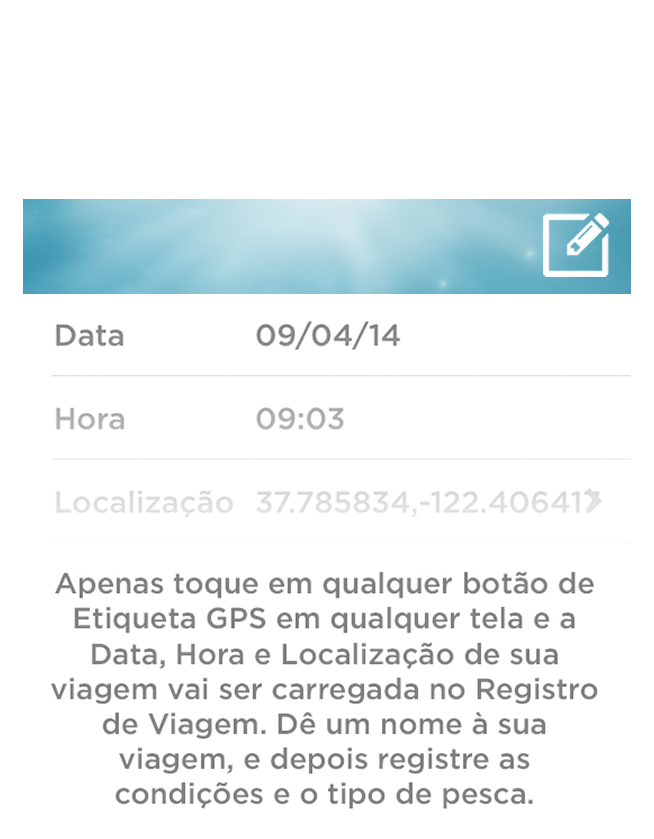 Data 09/04/14
Hora 09:03
Localização 37.785834,-122.406417
Apenas toque em qualquer botão de
Etiqueta GPS em qualquer tela e a
Data, Hora e Localização de sua
viagem vai ser carregada no Registro
de Viagem. Dê um nome à sua
viagem, e depois registre as
condições e o tipo de pesca.